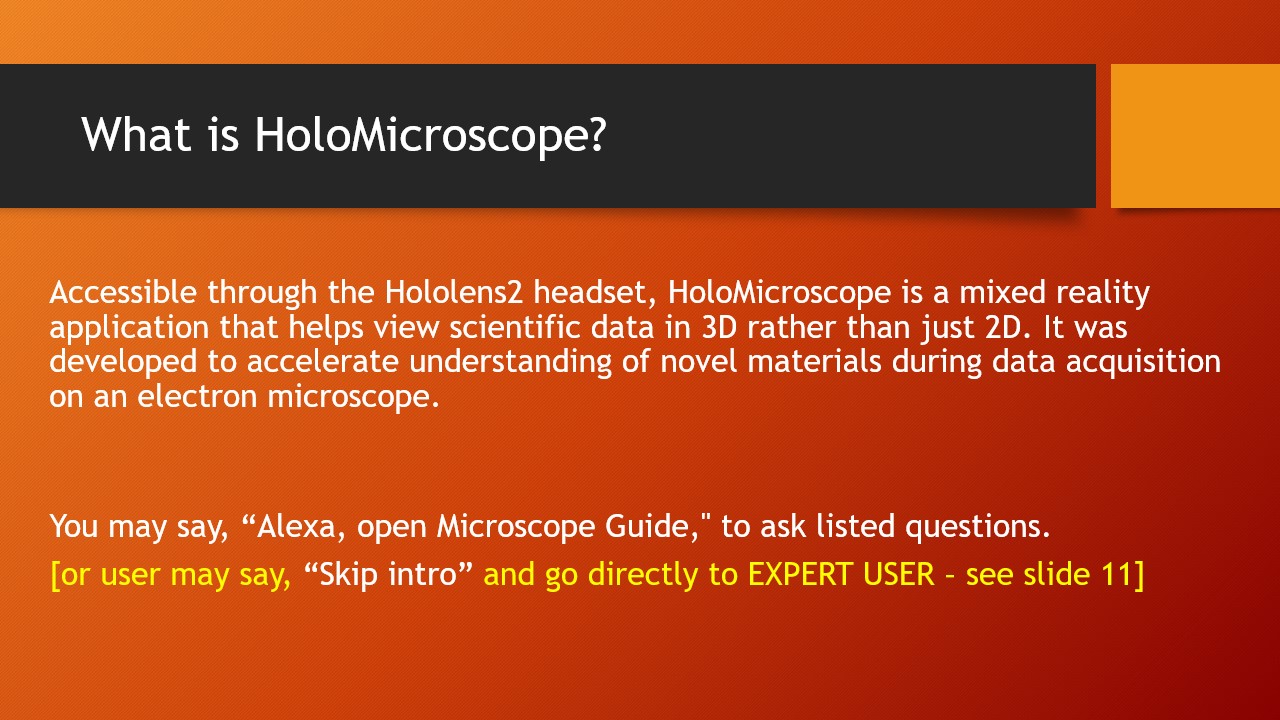 What is HoloMicroscope?
Accessible through the Hololens2 headset, HoloMicroscope is a mixed reality
application that helps view scientific data in 3D rather than just 2D. It was
developed to accelerate understanding of novel materials during data acquisition
on an electron microscope.
You may say, “Alexa, open Microscope Guide," to ask listed questions.
[or user may say, “Skip intro” and go directly to EXPERT USER – see slide 11]